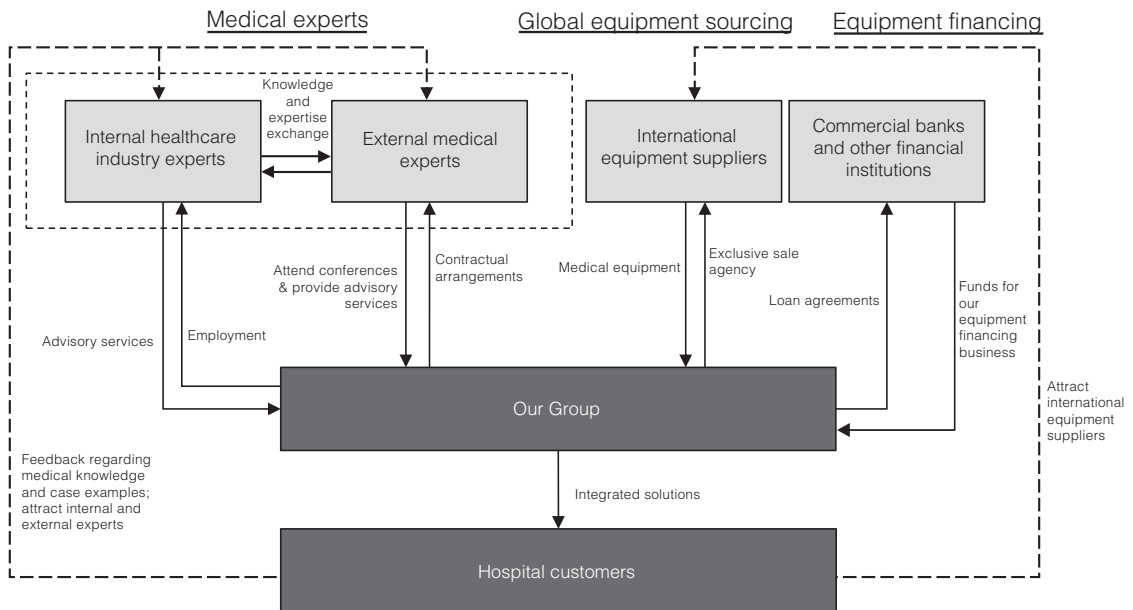 Medical experts
Global equipment sourcing
Equipment financing
Knowledge
and
expertise
exchange
Internal healthcare
industry experts
External medical
experts
International
equipment suppliers
Commercial banks
and other financial
institutions
Attend conferences
& provide advisory
services
Contractual
arrangements
Medical equipment
Exclusive sale
agency
Loan agreements
Funds for
our
equipment
financing
business
Advisory services
Employment
Attract
international
equipment
suppliers
Our Group
Feedback regarding
medical knowledge
and case examples;
attract internal and
external experts
Integrated solutions
Hospital customers